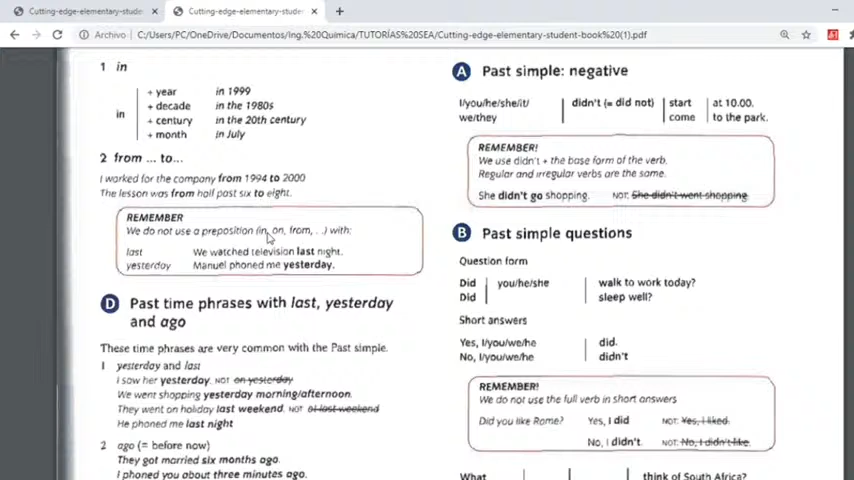 Cutting-edge-elementary-stude
Cutting-edge-elementary-stude
Archivo
C:/Users/PC/OneDrive/Documentos/Ing.%20Química/TUTORÍAS%20SEA/Cutting-edge-elementary-student-book%20(1).pdf
1 in
in
+ year in 1999
+ decade in the 1980s
+ century in the 20th century
+ month in July
2 from ... to...
I worked for the company from 1994 to 2000
The lesson was from half past six to eight.
REMEMBER
We do not use a preposition (in, on, from, ..) with:
last We watched television last night.
yesterday Manuel phoned me yesterday.
D Past time phrases with last, yesterday
and ago
These time phrases are very common with the Past simple.
1 yesterday and last
I saw her yesterday. NOT on yesterday
We went shopping yesterday morning/afternoon.
They went on holiday last weekend. NOT at last weekend
He phoned me last night
2 ago (= before now)
They got married six months ago.
I phoned you about three minutes ago.
A Past simple: negative
I/you/he/she/it/ didn't (= did not) start at 10.00.
we/they come to the park.
REMEMBER!
We use didn't + the base form of the verb.
Regular and irregular verbs are the same.
She didn't go shopping. NOT: She didn't went shopping.
B Past simple questions
Question form
Did you/he/she walk to work today?
Did sleep well?
Short answers
Yes, I/you/we/he did.
No, I/you/we/he didn't
REMEMBER!
We do not use the full verb in short answers
Did you like Rome? Yes, I did NOT: Yes, I liked.
No, I didn't. NOT: No, I didn't like.
What think of South Africa?